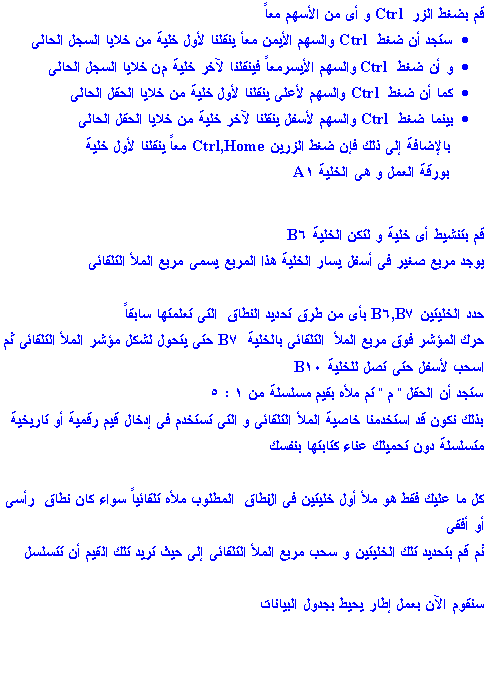 قم بضغط الزر Ctrl و أى من الأسهم معاً
• ستجد أن ضغط Ctrl والسهم الأيمن معاً ينقلنا لأول خلية من خلايا السجل الحالى
• و أن ضغط Ctrl والسهم الأيسرمعاً فينقلنا لآخر خلية من خلايا السجل الحالى
• كما أن ضغط Ctrl والسهم لأعلى ينقلنا لأول خلية من خلايا الحقل الحالى
• بينما ضغط Ctrl والسهم لأسفل ينقلنا لآخر خلية من خلايا الحقل الحالى
بالإضافة إلى ذلك فإن ضغط الزرين Ctrl,Home معاً ينقلنا لأول خلية
بورقة العمل و هى الخلية A١
قم بتنشيط أى خلية و لتكن الخلية B٦
يوجد مربع صغير فى أسفل يسار الخلية هذا المربع يسمى مربع الملأ التلقائى
حدد الخليتين B٦,B٧ بأى من طرق تحديد النطاق التى تعلمتها سابقاً
حرك المؤشر فوق مربع الملأ التلقائى بالخلية B٧ حتى يتحول لشكل مؤشر الملأ التلقائى ثم
اسحب لأسفل حتى تصل للخلية B١٠
ستجد أن الحقل " م " تم ملأه بقيم مسلسلة من ١ : ٥
بذلك نكون قد استخدمنا خاصية الملأ التلقائى و التى تستخدم فى إدخال قيم رقمية أو تاريخية
متسلسلة دون تحميلك عناء كتابتها بنفسك
كل ما عليك فقط هو ملأ أول خليتين فى النطاق المطلوب ملأه تلقائياً سواء كان نطاق رأسى
أو أفقى
ثم قم بتحديد تلك الخليتين و سحب مربع الملأ التلقائى إلى حيث تريد تلك القيم أن تتسلسل
سنقوم الآن بعمل إطار يحيط بجدول البيانات